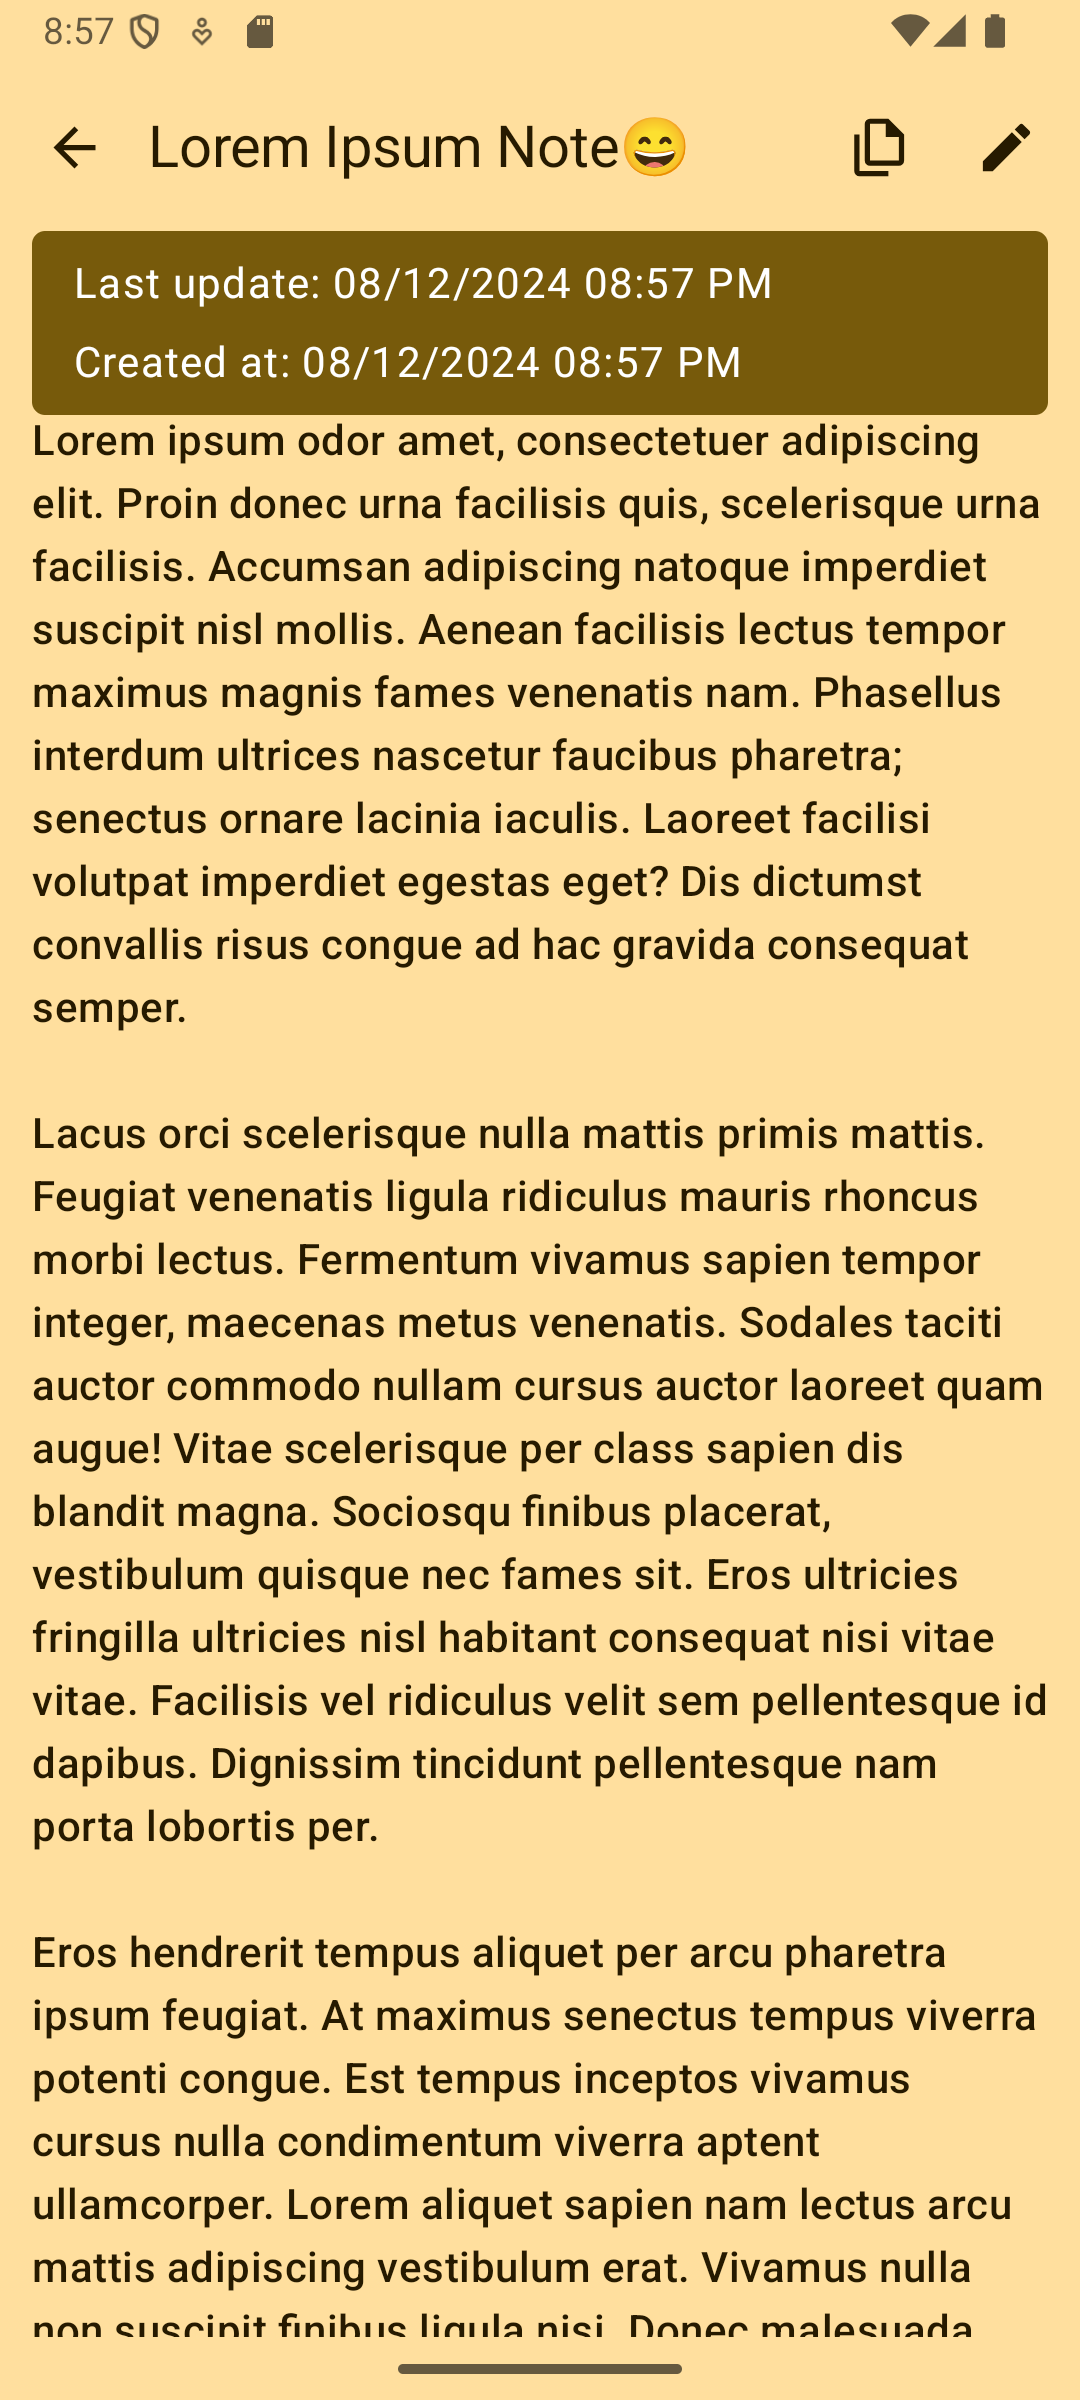 8:57
Lorem Ipsum Note😄
Last update: 08/12/2024 08:57 PM
Created at: 08/12/2024 08:57 PM
Lorem ipsum odor amet, consectetuer adipiscing
elit. Proin donec urna facilisis quis, scelerisque urna
facilisis. Accumsan adipiscing natoque imperdiet
suscipit nisl mollis. Aenean facilisis lectus tempor
maximus magnis fames venenatis nam. Phasellus
interdum ultrices nascetur faucibus pharetra;
senectus ornare lacinia iaculis. Laoreet facilisi
volutpat imperdiet egestas eget? Dis dictumst
convallis risus congue ad hac gravida consequat
semper.
Lacus orci scelerisque nulla mattis primis mattis.
Feugiat venenatis ligula ridiculus mauris rhoncus
morbi lectus. Fermentum vivamus sapien tempor
integer, maecenas metus venenatis. Sodales taciti
auctor commodo nullam cursus auctor laoreet quam
augue! Vitae scelerisque per class sapien dis
blandit magna. Sociosqu finibus placerat,
vestibulum quisque nec fames sit. Eros ultricies
fringilla ultricies nisl habitant consequat nisi vitae
vitae. Facilisis vel ridiculus velit sem pellentesque id
dapibus. Dignissim tincidunt pellentesque nam
porta lobortis per.
Eros hendrerit tempus aliquet per arcu pharetra
ipsum feugiat. At maximus senectus tempus viverra
potenti congue. Est tempus inceptos vivamus
cursus nulla condimentum viverra aptent
ullamcorper. Lorem aliquet sapien nam lectus arcu
mattis adipiscing vestibulum erat. Vivamus nulla
non suscipit finibus ligula nisi. Donec malesuada